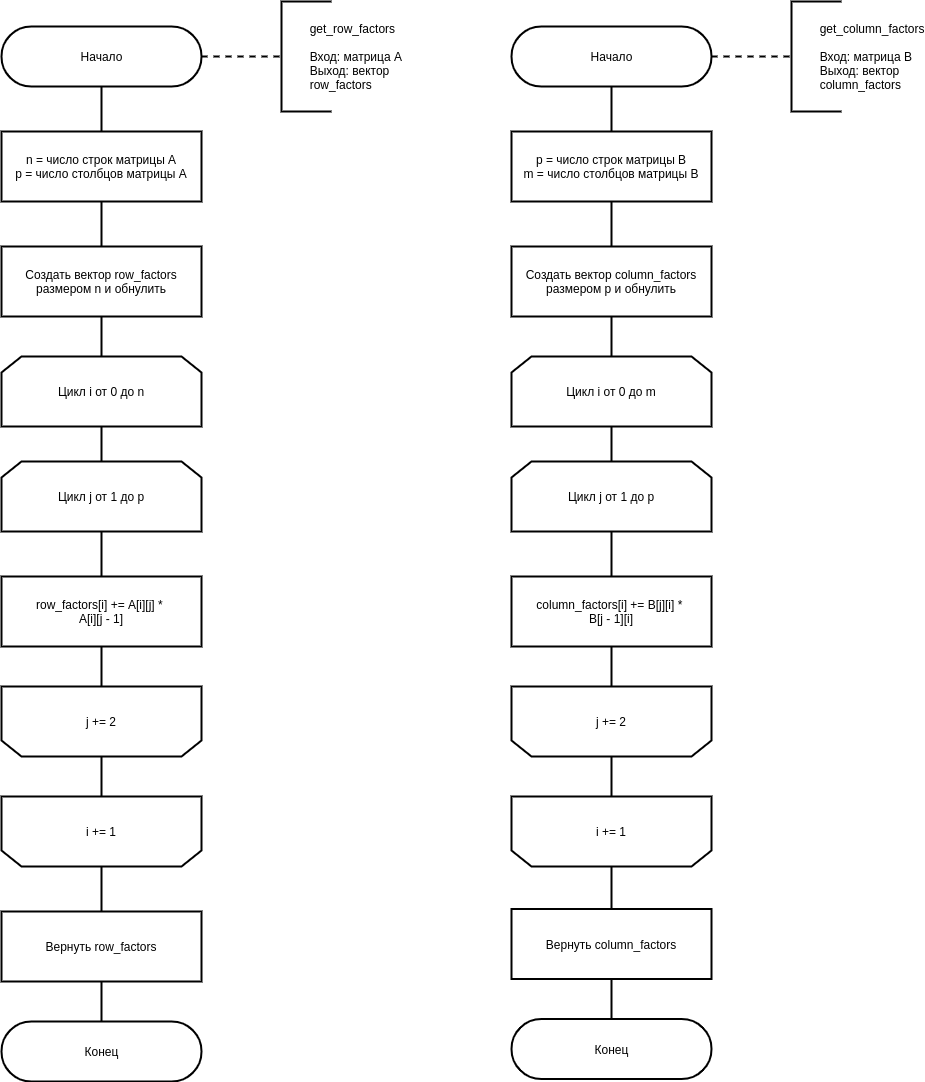 Начало
get_row_factors
Вход: матрица A
Выход: вектор
row_factors
n = число строк матрицы A
p = число столбцов матрицы A
Создать вектор row_factors
размером n и обнулить
Цикл i от 0 до n
Цикл j от 1 до p
row_factors[i] += A[i][j] *
A[i][j - 1]
j += 2
i += 1
Вернуть row_factors
Конец
Начало
get_column_factors
Вход: матрица B
Выход: вектор
column_factors
p = число строк матрицы B
m = число столбцов матрицы B
Создать вектор column_factors
размером p и обнулить
Цикл i от 0 до m
Цикл j от 1 до p
column_factors[i] += B[j][i] *
B[j - 1][i]
j += 2
i += 1
Вернуть column_factors
Конец